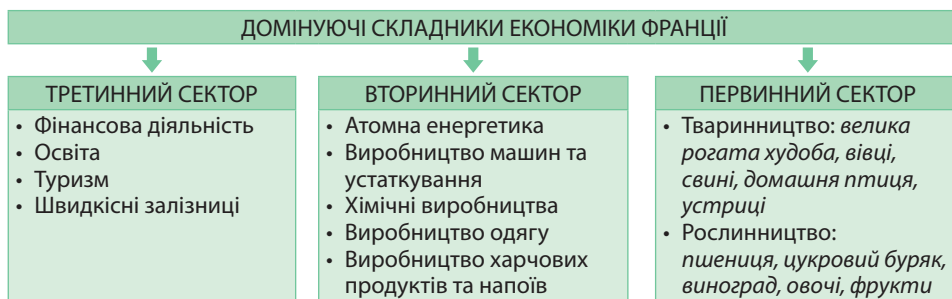 ДОМІНУЮЧІ СКЛАДНИКИ ЕКОНОМІКИ ФРАНЦІЇ
ТРЕТИННИЙ СЕКТОР
• Фінансова діяльність
• Освіта
• Туризм
• Швидкісні залізниці
ВТОРИННИЙ СЕКТОР
• Атомна енергетика
• Виробництво машин та
устаткування
• Хімічні виробництва
• Виробництво одягу
• Виробництво харчових
продуктів та напоїв
ПЕРВИННИЙ СЕКТОР
• Тваринництво: велика
рогата худоба, вівці,
свині, домашня птиця,
устриці
• Рослинництво:
пшениця, цукровий буряк,
виноград, овочі, фрукти